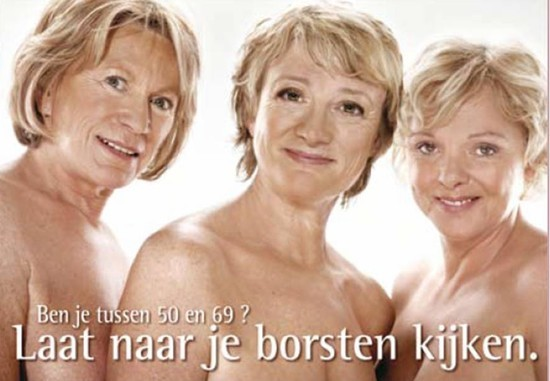 Ben je tussen 50 en 69 ?
Laat naar je borsten kijken.